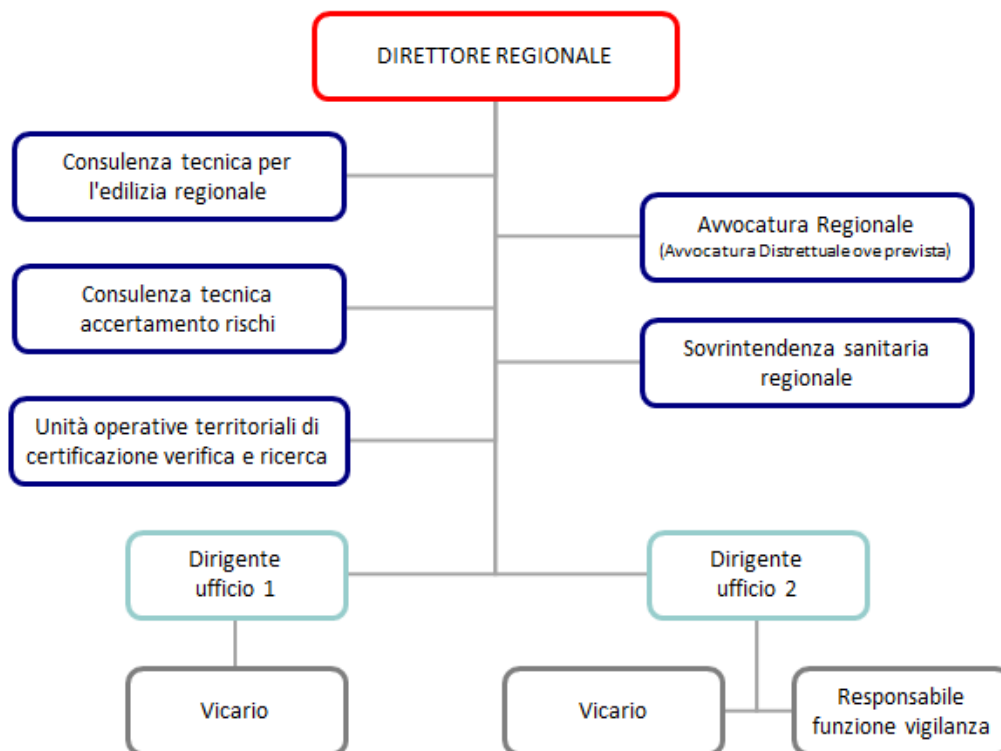 DIRETTORE REGIONALE
Consulenza tecnica per
l'edilizia regionale
Avvocatura Regionale
(Avvocatura Distrettuale ove prevista)
Consulenza tecnica
accertamento rischi
Sovrintendenza sanitaria
regionale
Unità operative territoriali di
certificazione verifica e ricerca
Dirigente
ufficio 1
Dirigente
ufficio 2
Vicario
Vicario
Responsabile
funzione vigilanza